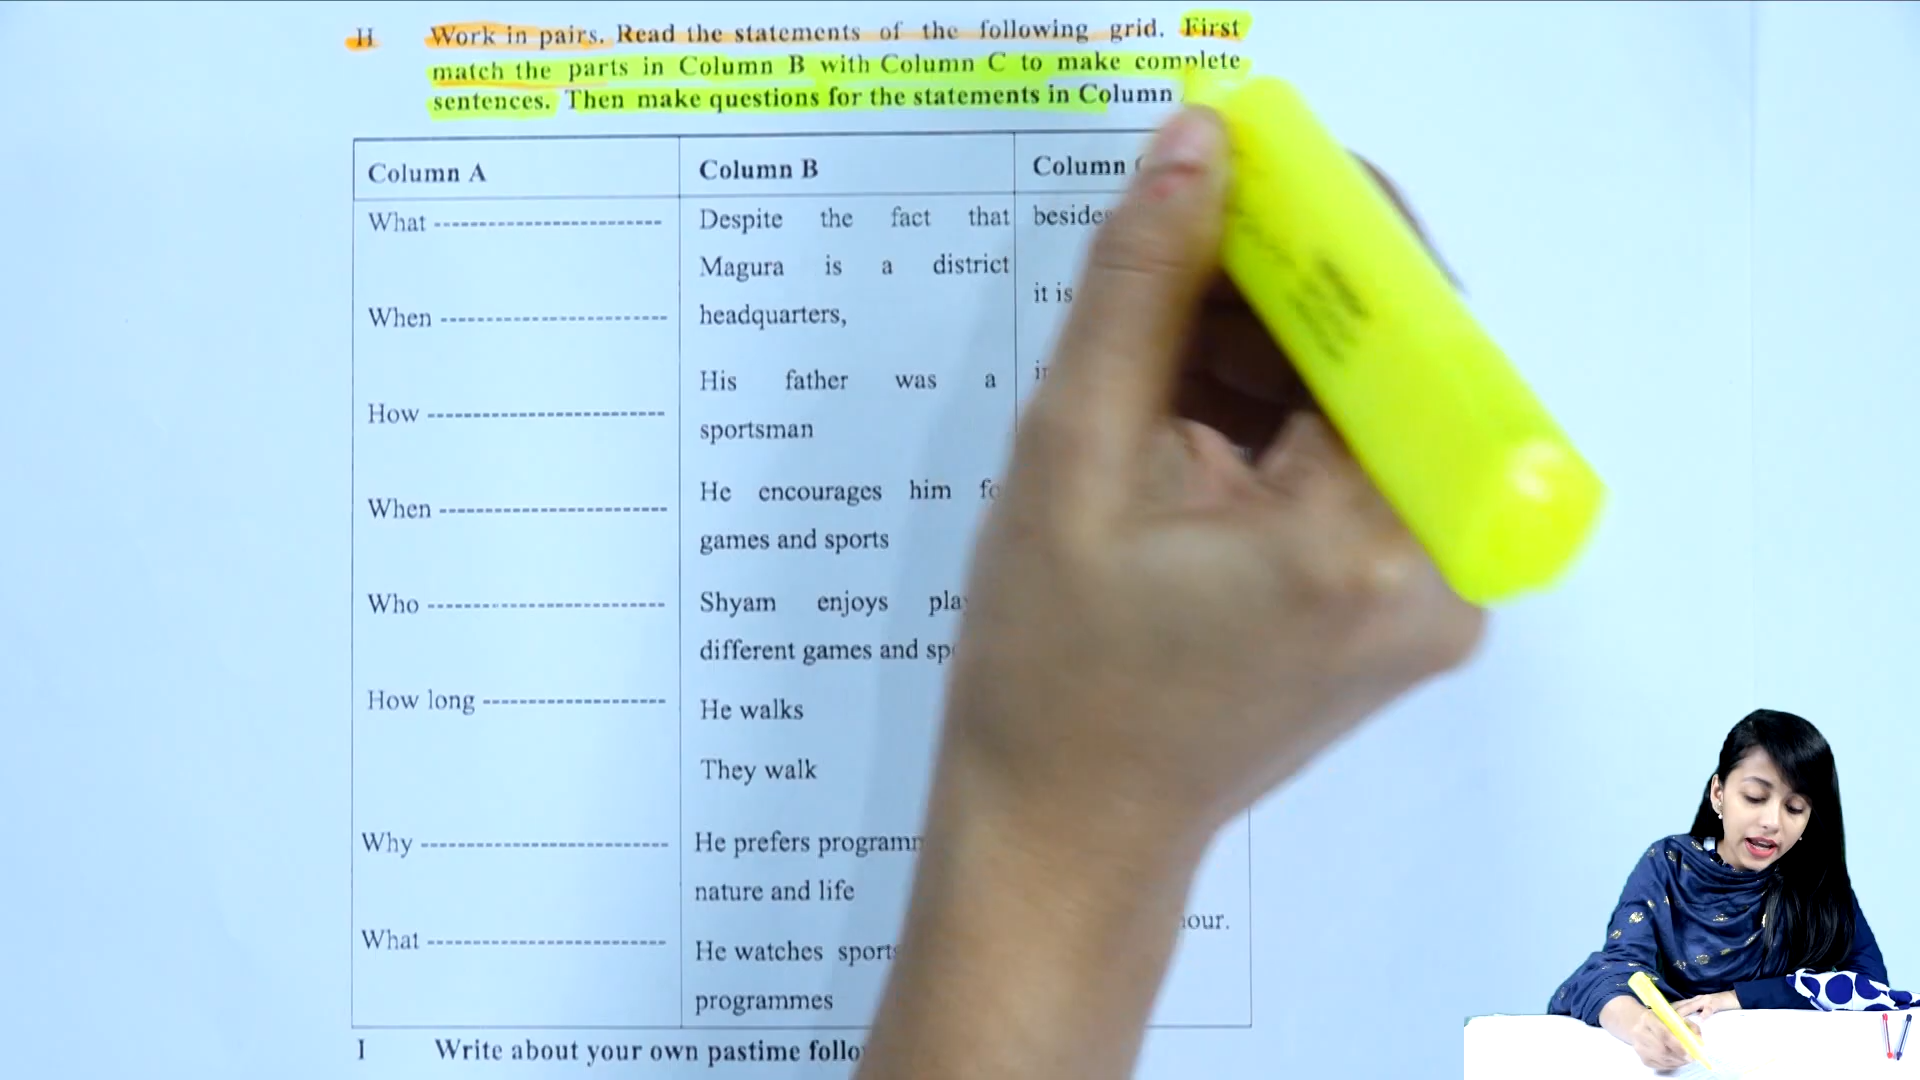 H Work in pairs. Read the statements of the following grid. First
match the parts in Column B with Column C to make complete
sentences. Then make questions for the statements in Column
Column A
Column B
Column
What --------------------
When --------------------
How --------------------
When --------------------
Who --------------------
How long ----------------
Why --------------------
What --------------------
Despite the fact that
Magura is a district
headquarters,
His father was a
sportsman
He encourages him
games and sports
Shyam enjoys
different games and
He walks
They walk
He prefers
nature and life
He watches
programmes
it is
I Write about your own pastime